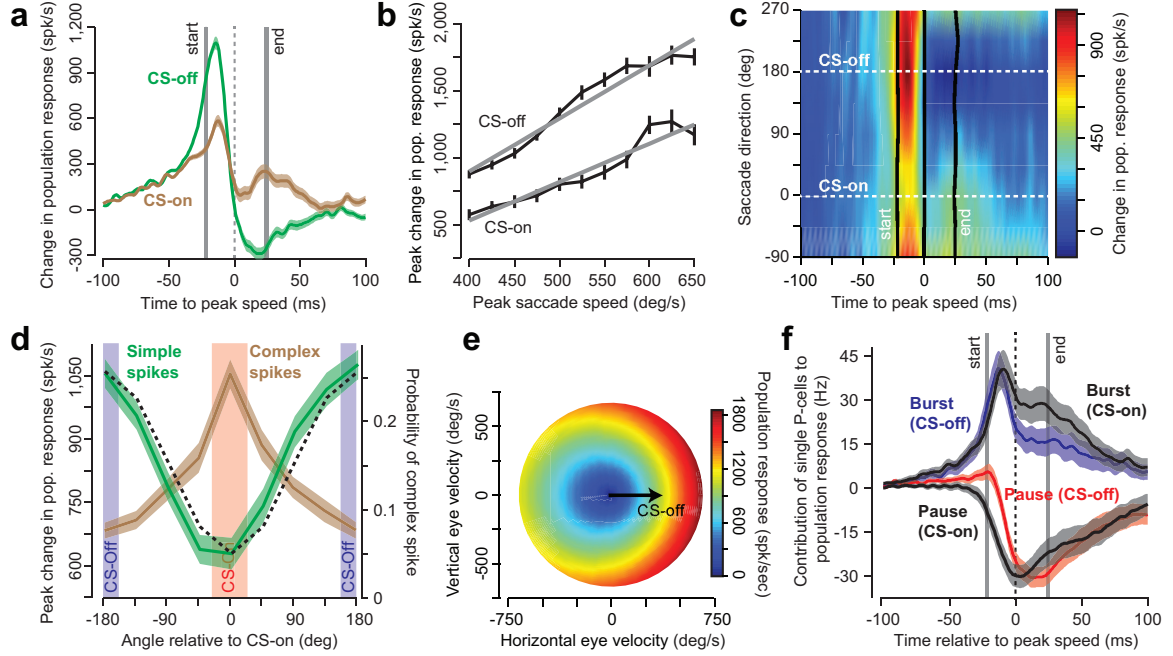 a
Change in population response (spk/s)
1,200
900
600
300
0
-300
start
end
CS-off
CS-on
-100
-50
0
50
100
Time to peak speed (ms)
b
Peak change in pop. response (spk/s)
2,000
1,500
1,000
500
CS-off
CS-on
400
450
500
550
600
650
Peak saccade speed (deg/s)
c
Saccade direction (deg)
270
180
90
0
-90
CS-off
CS-on
start
end
-100
-50
0
50
100
Time to peak speed (ms)
900
450
0
Change in pop. response (spk/s)
d
Peak change in pop. response (spk/s)
1,050
900
750
600
Simple
spikes
Complex
spikes
CS-Off
CS-On
CS-Off
0.2
0.1
0
Probability of complex spike
-180
-90
0
90
180
Angle relative to CS-on (deg)
e
Vertical eye velocity (deg/s)
500
0
-500
CS-off
-750
0
750
Horizontal eye velocity (deg/s)
1800
1200
600
0
Population response (spk/sec)
f
Contribution of single P-cells to
population response (Hz)
45
30
15
0
-15
-30
start
end
Burst
(CS-off)
Burst
(CS-on)
Pause (CS-off)
Pause
(CS-on)
-100
-50
0
50
100
Time relative to peak speed (ms)